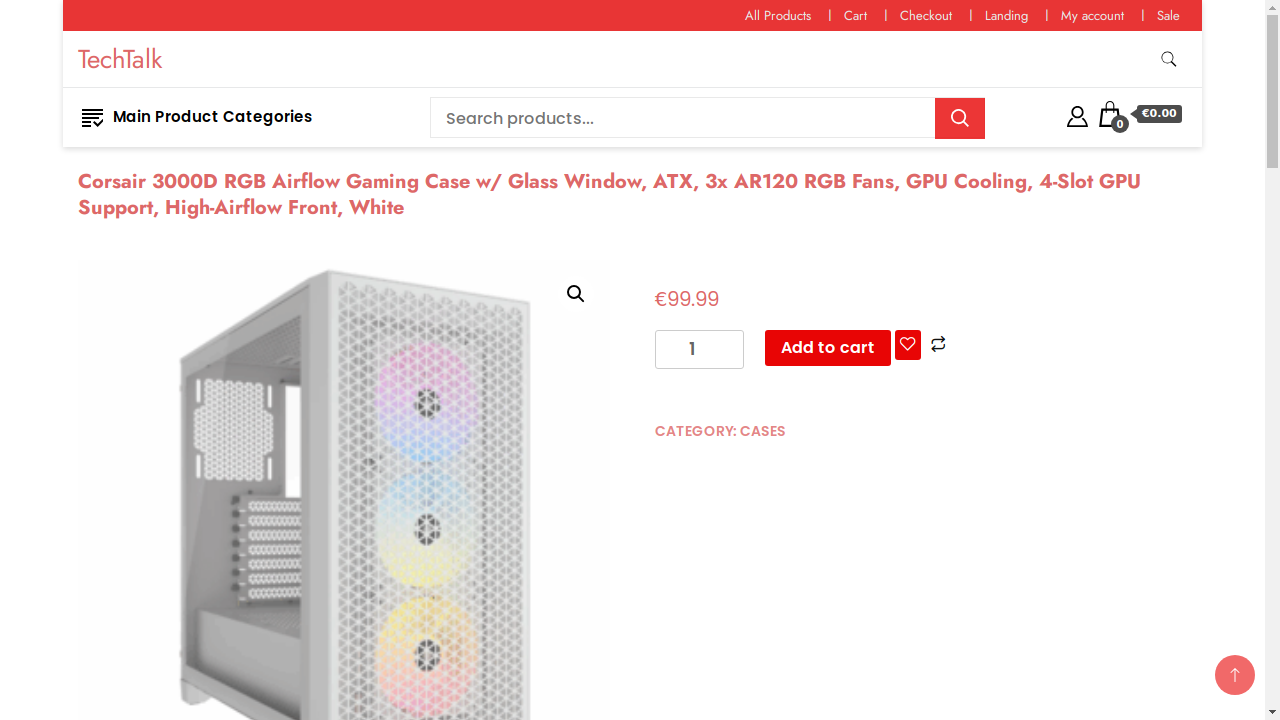 All Products | Cart | Checkout | Landing | My account | Sale
TechTalk
Main Product Categories
Search products...
0
€0.00
Corsair 3000D RGB Airflow Gaming Case w/ Glass Window, ATX, 3x AR120 RGB Fans, GPU Cooling, 4-Slot GPU
Support, High-Airflow Front, White
€99.99
1
Add to cart
CATEGORY: CASES